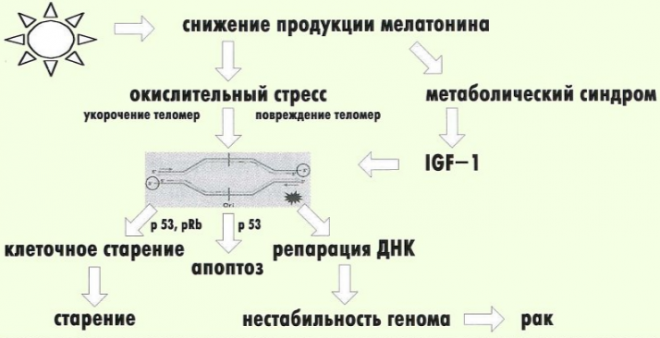 снижение продукции мелатонина
окислительный стресс
метаболический синдром
укорочение теломер
повреждение теломер
IGF-1
Ori
p 53, pRb
p 53
клеточное старение
апоптоз
репарация ДНК
старение
нестабильность генома
рак